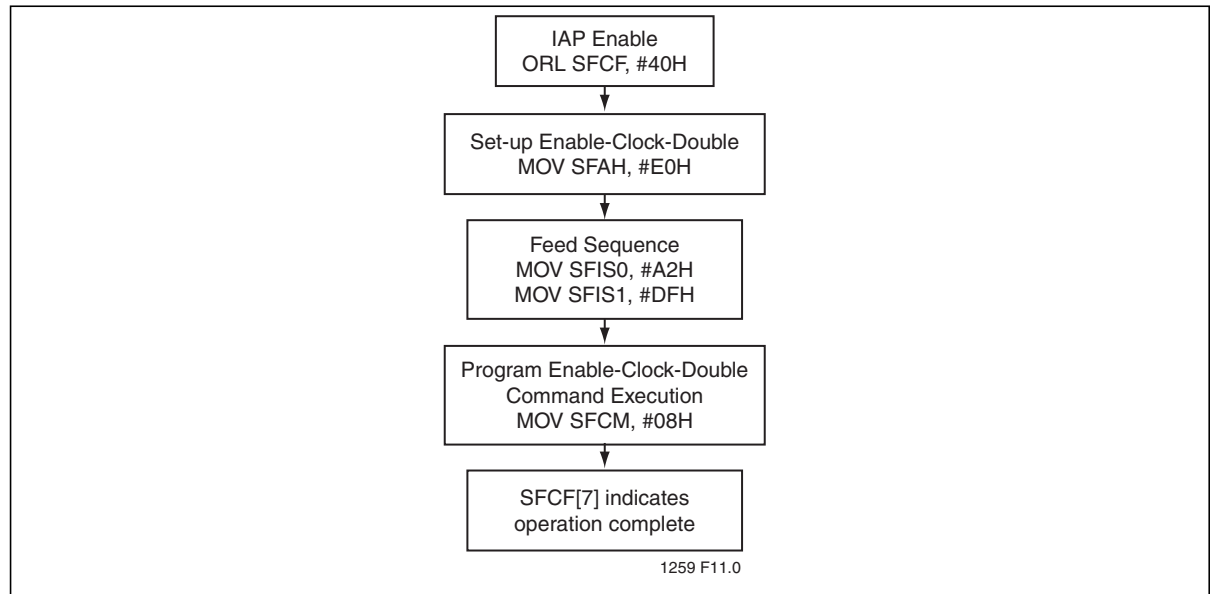 IAP Enable
ORL SFCF, #40H
Set-up Enable-Clock-Double
MOV SFAH, #E0H
Feed Sequence
MOV SFIS0, #A2H
MOV SFIS1, #DFH
Program Enable-Clock-Double
Command Execution
MOV SFCM, #08H
SFCF[7] indicates
operation complete
1259 F11.0